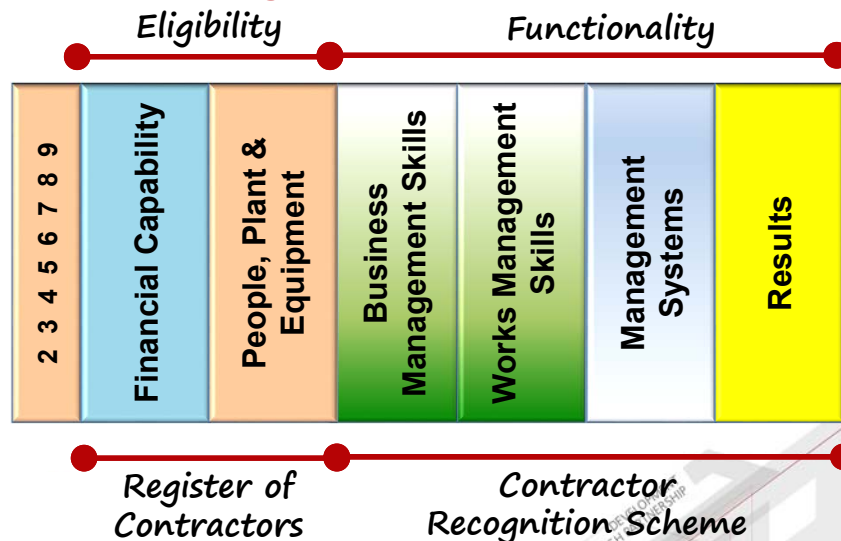 Eligibility
Functionality
2 3 4 5 6 7 8 9
Financial Capability
People, Plant &
Equipment
Business
Management Skills
Works Management
Skills
Management
Systems
Results
Register of
Contractors
Contractor
Recognition Scheme